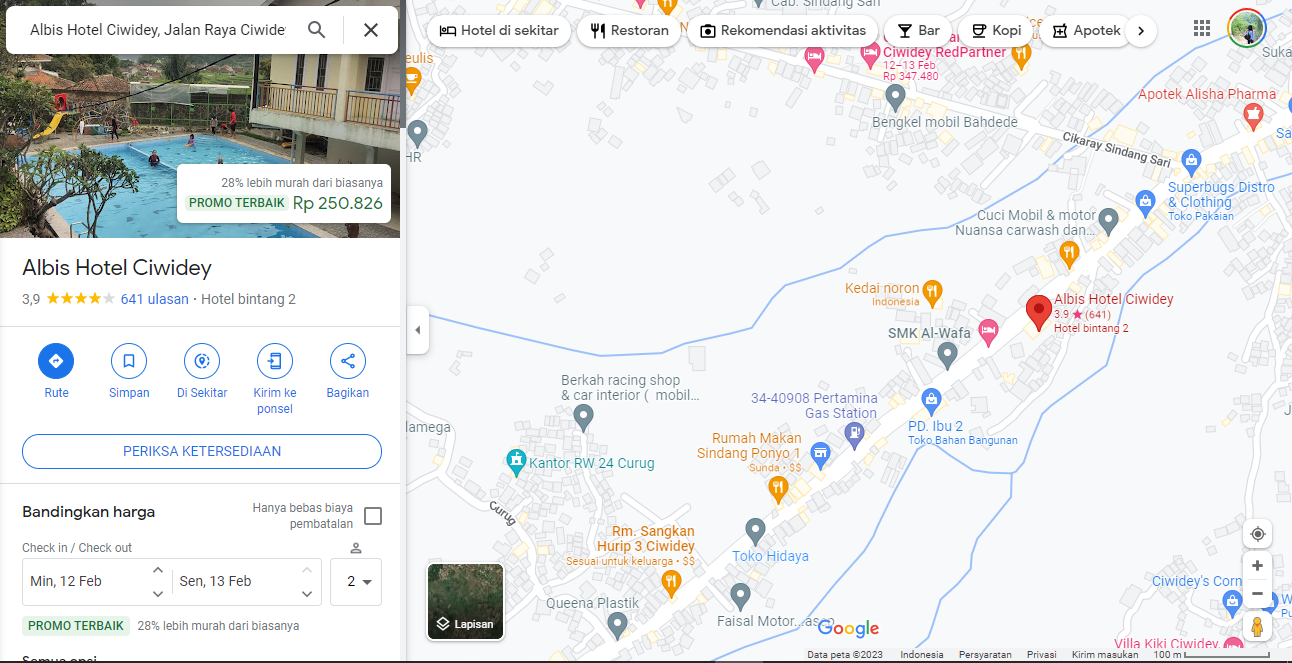 Albis Hotel Ciwidey, Jalan Raya Ciwidey
28% lebih murah dari biasanya
PROMO TERBAIK Rp 250.826
Albis Hotel Ciwidey
3,9 641 ulasan · Hotel bintang 2
Rute
Simpan
Di Sekitar
Kirim ke
ponsel
Bagikan
PERIKSA KETERSEDIAAN
Bandingkan harga
Hanya bebas biaya
pembatalan
Check in / Check out
Min, 12 Feb
Sen, 13 Feb
2
PROMO TERBAIK 28% lebih murah dari biasanya
Semua opsi
Hotel di sekitar
Restoran
Rekomendasi aktivitas
Bar
Kopi
Apotek
Cab. Sindang Sari
eulis
HR
Ciwidey RedPartner
12–13 Feb
Rp 347.480
Bengkel mobil Bahdede
Suka
Apotek Alisha Pharma
Cikaray Sindang Sari
Sa
Superbugs Distro
& Clothing
Toko Pakaian
Cuci Mobil & motor
Nuansa carwash dan...
Kedai noron
Indonesia
Albis Hotel Ciwidey
3.9 ★ (641)
Hotel bintang 2
SMK Al-Wafa
Berkah racing shop
& car interior ( mobil...
34-40908 Pertamina
Gas Station
PD. Ibu 2
Toko Bahan Bangunan
lamega
Rumah Makan
Sindang Ponyo 1
Sunda • $$
Kantor RW 24 Curug
Curug
Rm. Sangkan
Hurip 3 Ciwidey
Sesuai untuk keluarga • $$
Toko Hidaya
Queena Plastik
Faisal Motor...asco
Ciwidey's Corn
W
Pu
Villa Kiki Ciwidey
Lapisan
Google
Data peta ©2023 Indonesia Persyaratan Privasi Kirim masukan 100 m